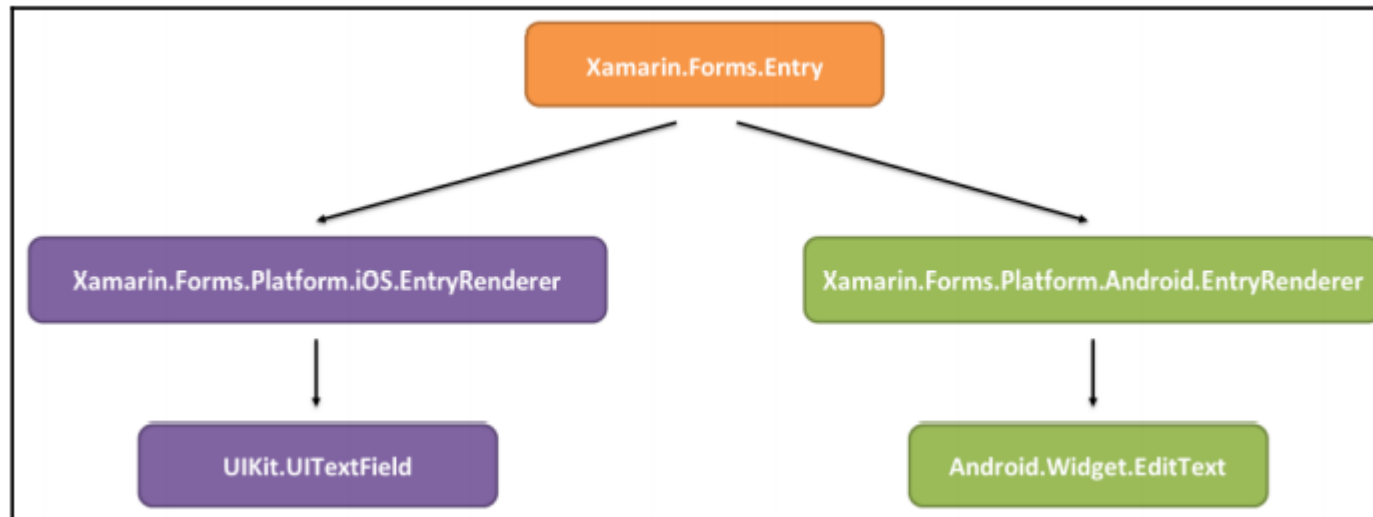 Xamarin.Forms.Entry
Xamarin.Forms.Platform.iOS.EntryRenderer
Xamarin.Forms.Platform.Android.EntryRenderer
UIKit.UITextField
Android.Widget.EditText